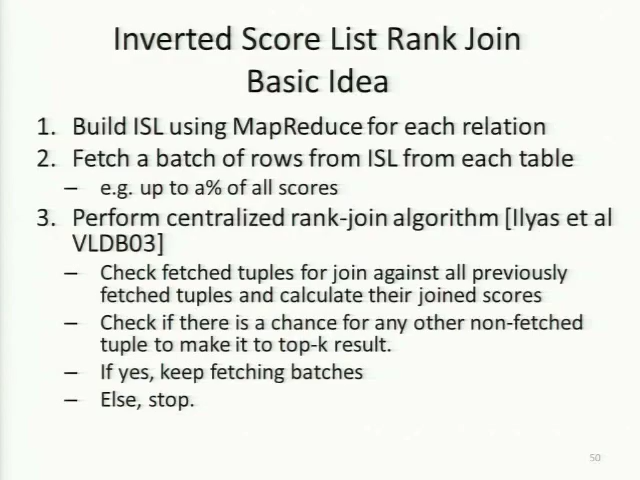 Inverted Score List Rank Join
Basic Idea
1. Build ISL using MapReduce for each relation
2. Fetch a batch of rows from ISL from each table
– e.g. up to a% of all scores
3. Perform centralized rank-join algorithm [Ilyas et al
VLDB03]
– Check fetched tuples for join against all previously
fetched tuples and calculate their joined scores
– Check if there is a chance for any other non-fetched
tuple to make it to top-k result.
– If yes, keep fetching batches
– Else, stop.
50